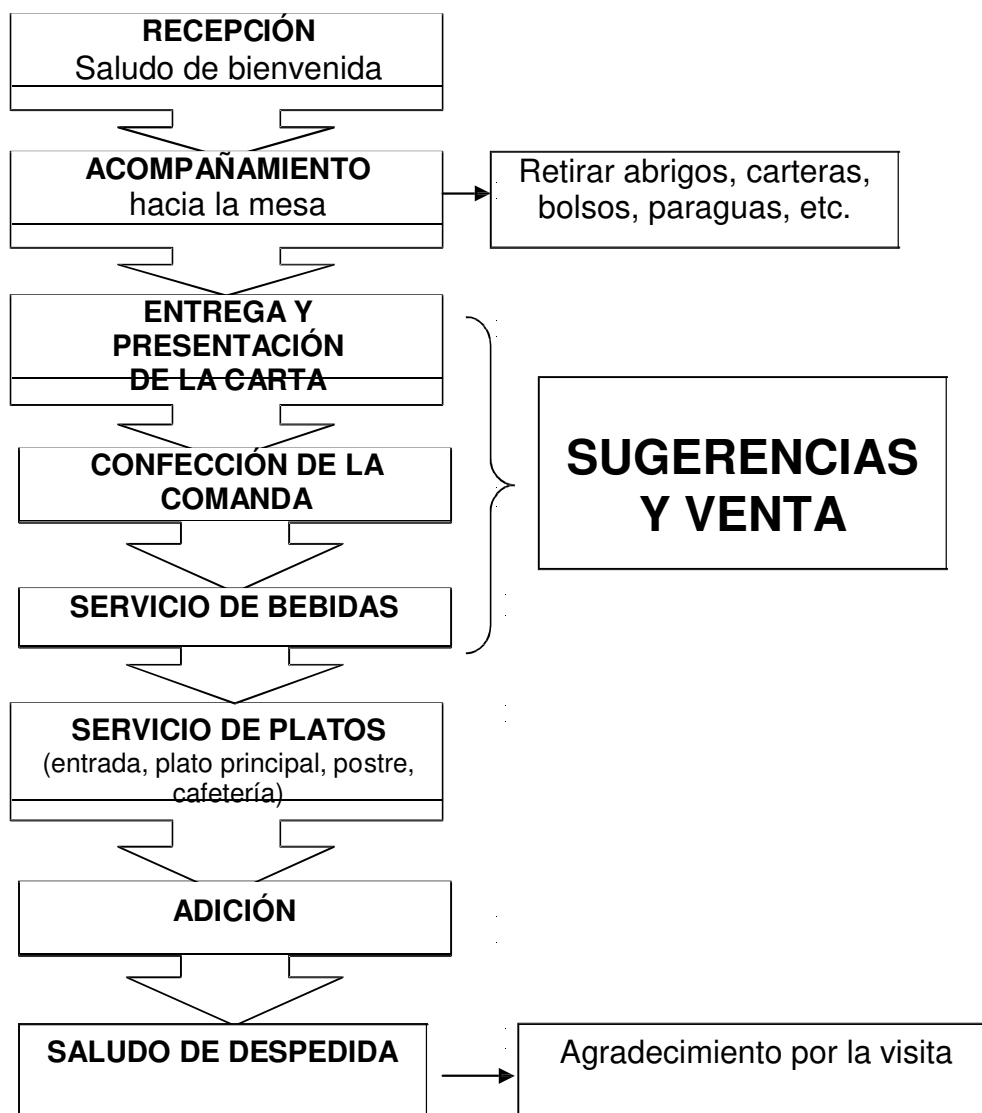 RECEPCIÓN
Saludo de bienvenida
ACOMPAÑAMIENTO
hacia la mesa
Retirar abrigos, carteras,
bolsos, paraguas, etc.
ENTREGA Y
PRESENTACIÓN
DE LA CARTA
CONFECCIÓN DE LA
COMANDA
SERVICIO DE BEBIDAS
SUGERENCIAS
Y VENTA
SERVICIO DE PLATOS
(entrada, plato principal, postre,
cafetería)
ADICIÓN
SALUDO DE DESPEDIDA
Agradecimiento por la visita